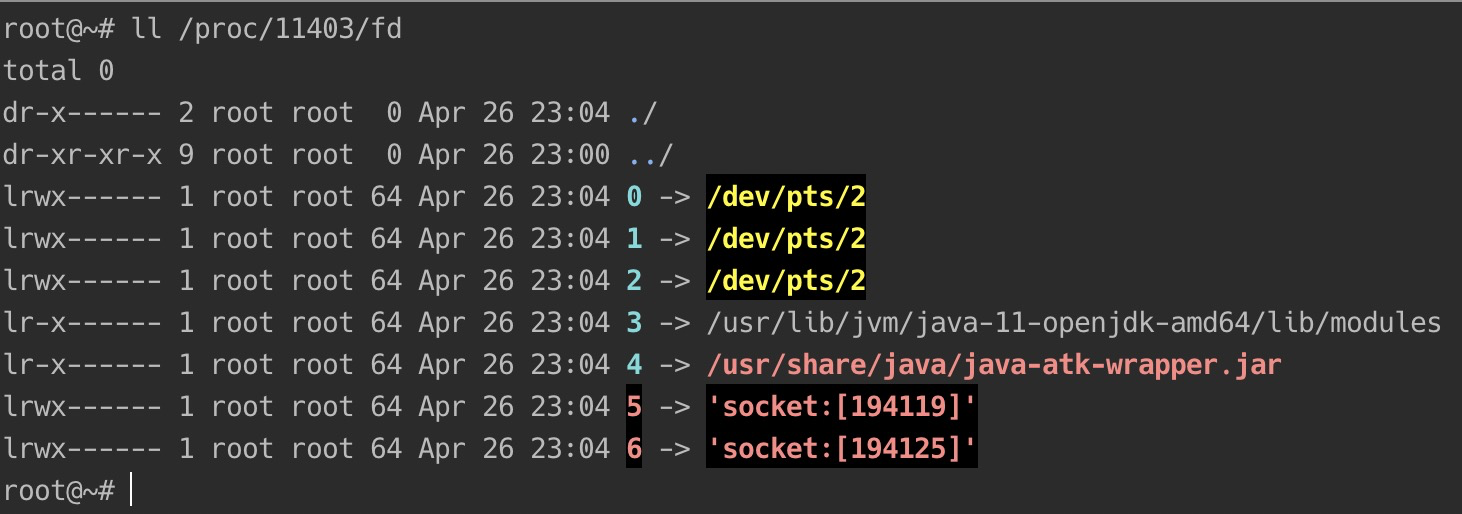 root@~# ll /proc/11403/fd
total 0
dr-x------ 2 root root  0 Apr 26 23:04 ./
dr-xr-xr-x 9 root root  0 Apr 26 23:00 ../
lrwx------ 1 root root 64 Apr 26 23:04 0 -> /dev/pts/2
lrwx------ 1 root root 64 Apr 26 23:04 1 -> /dev/pts/2
lrwx------ 1 root root 64 Apr 26 23:04 2 -> /dev/pts/2
lr-x------ 1 root root 64 Apr 26 23:04 3 -> /usr/lib/jvm/java-11-openjdk-amd64/lib/modules
lr-x------ 1 root root 64 Apr 26 23:04 4 -> /usr/share/java/java-atk-wrapper.jar
lrwx------ 1 root root 64 Apr 26 23:04 5 -> 'socket:[194119]'
lrwx------ 1 root root 64 Apr 26 23:04 6 -> 'socket:[194125]'
root@~#